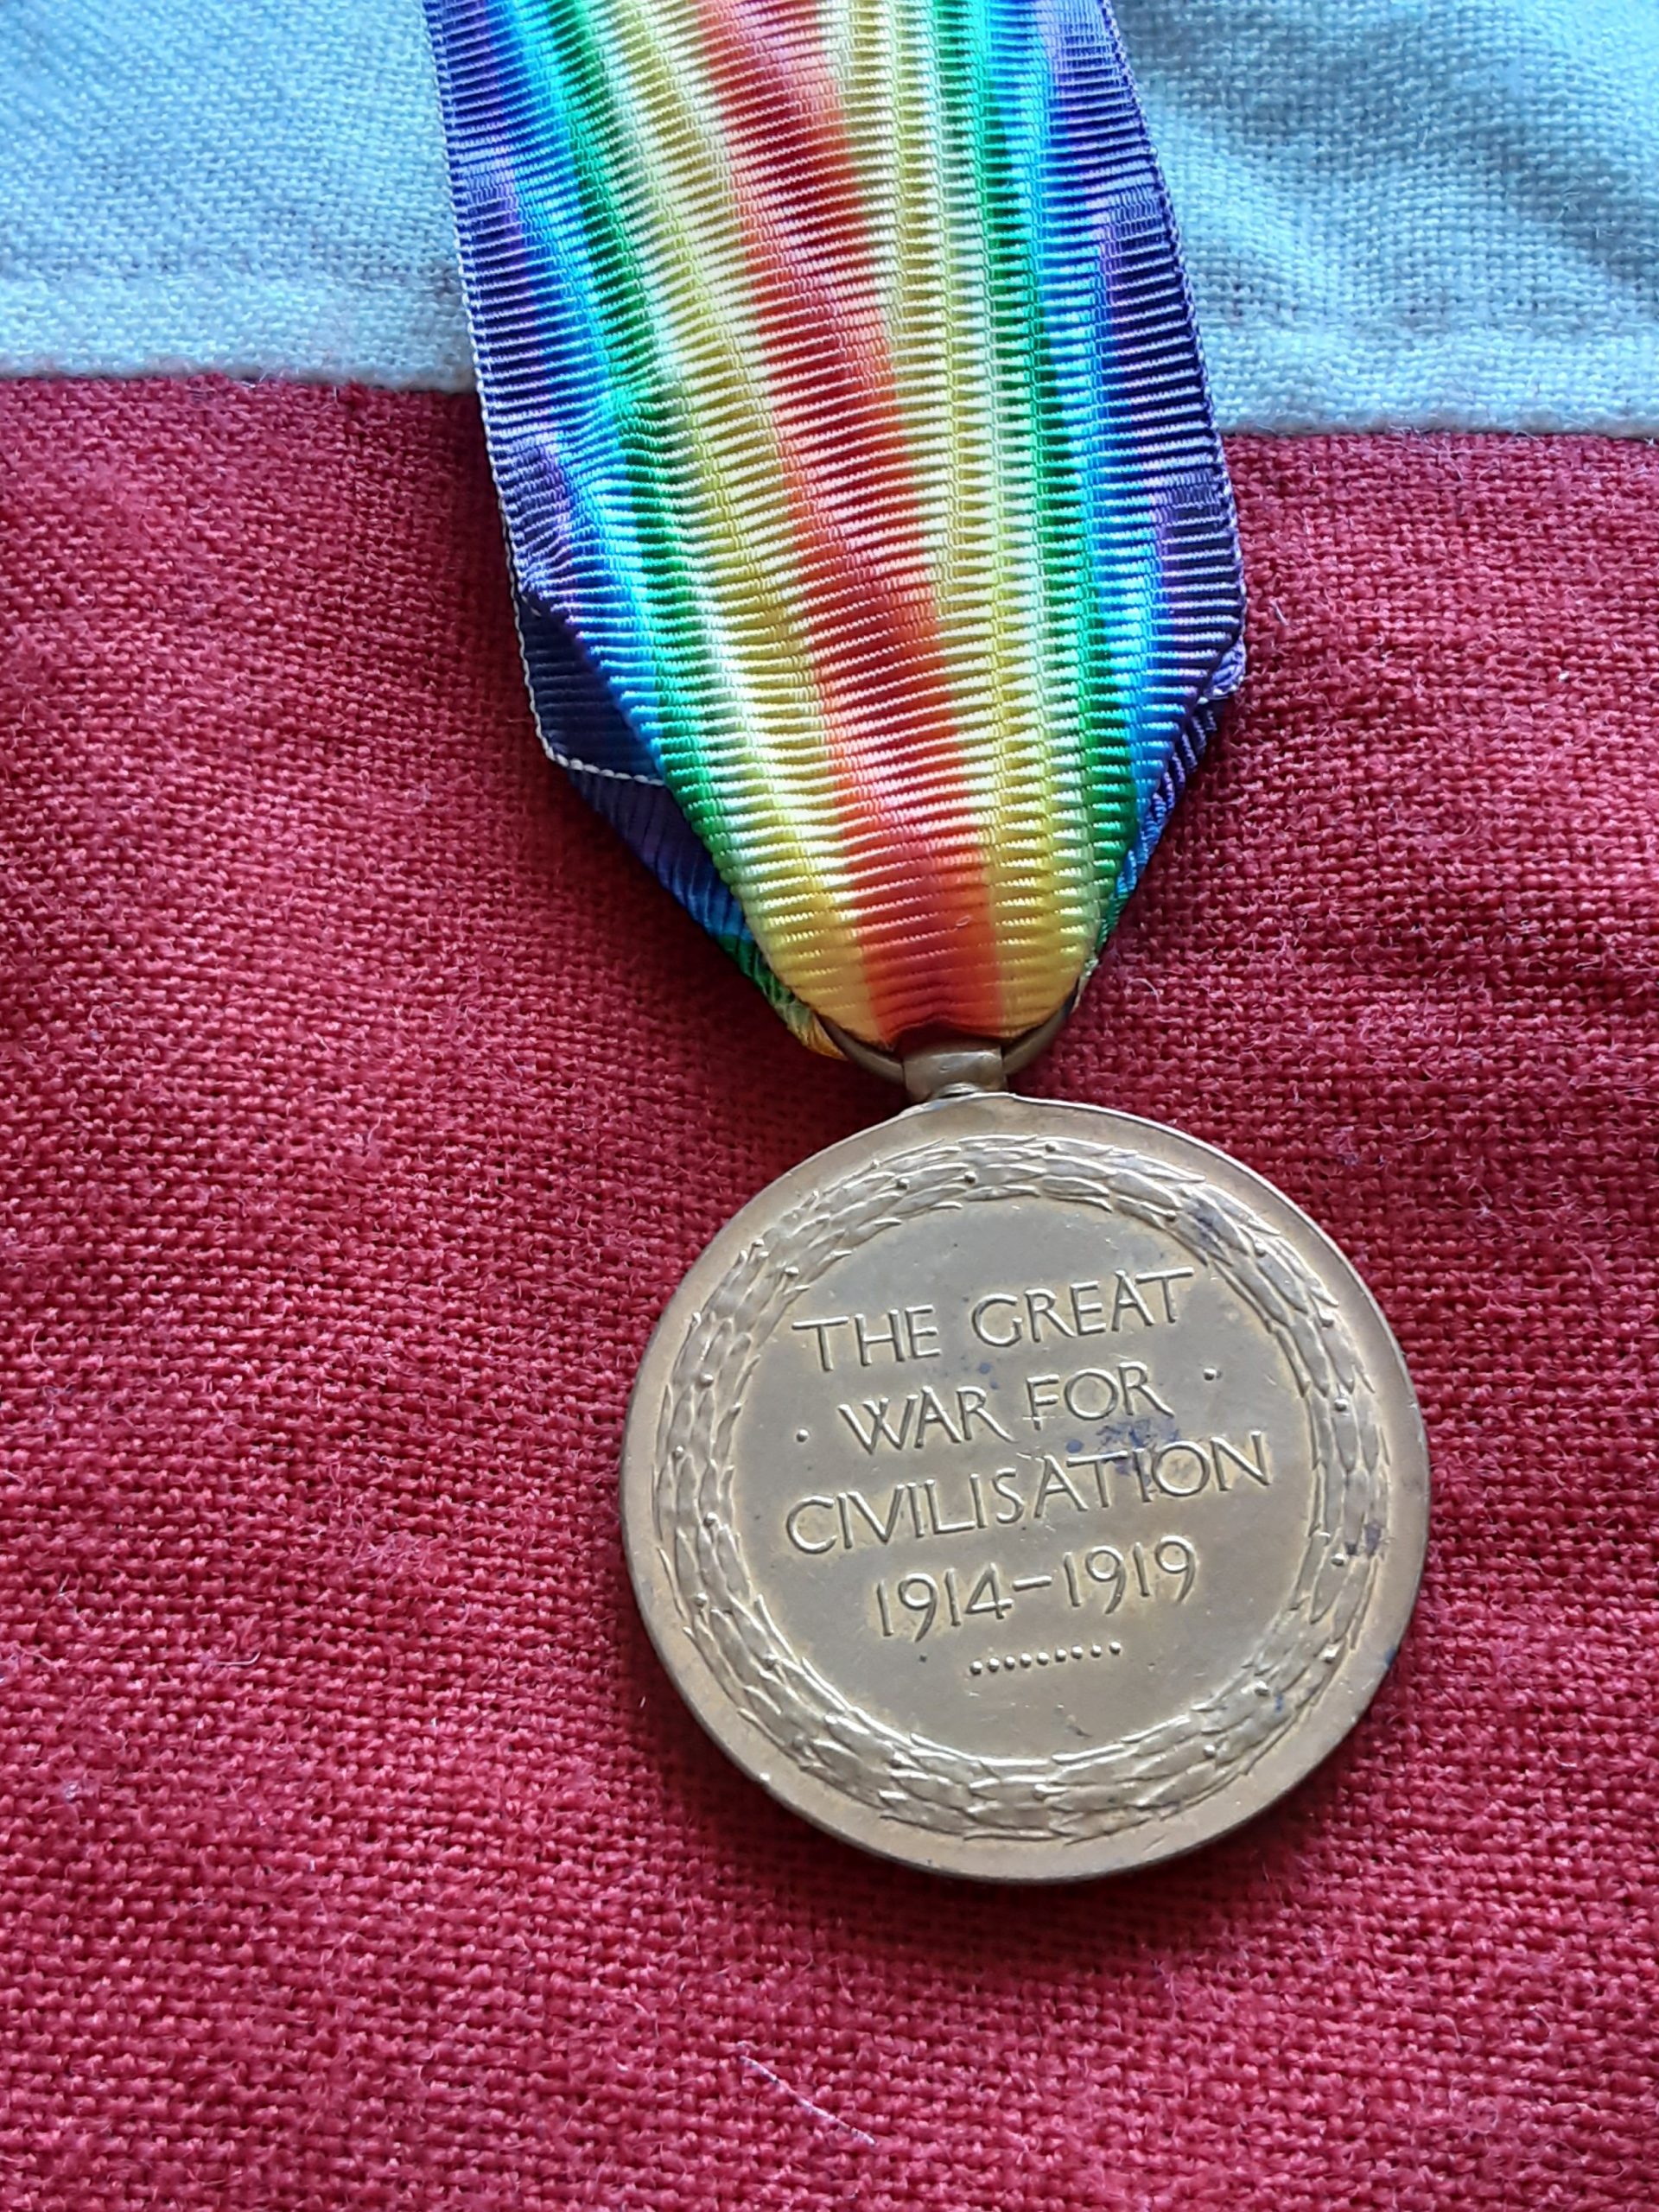 THE GREAT
· WAR FOR ·
CIVILISATION
1914–1919